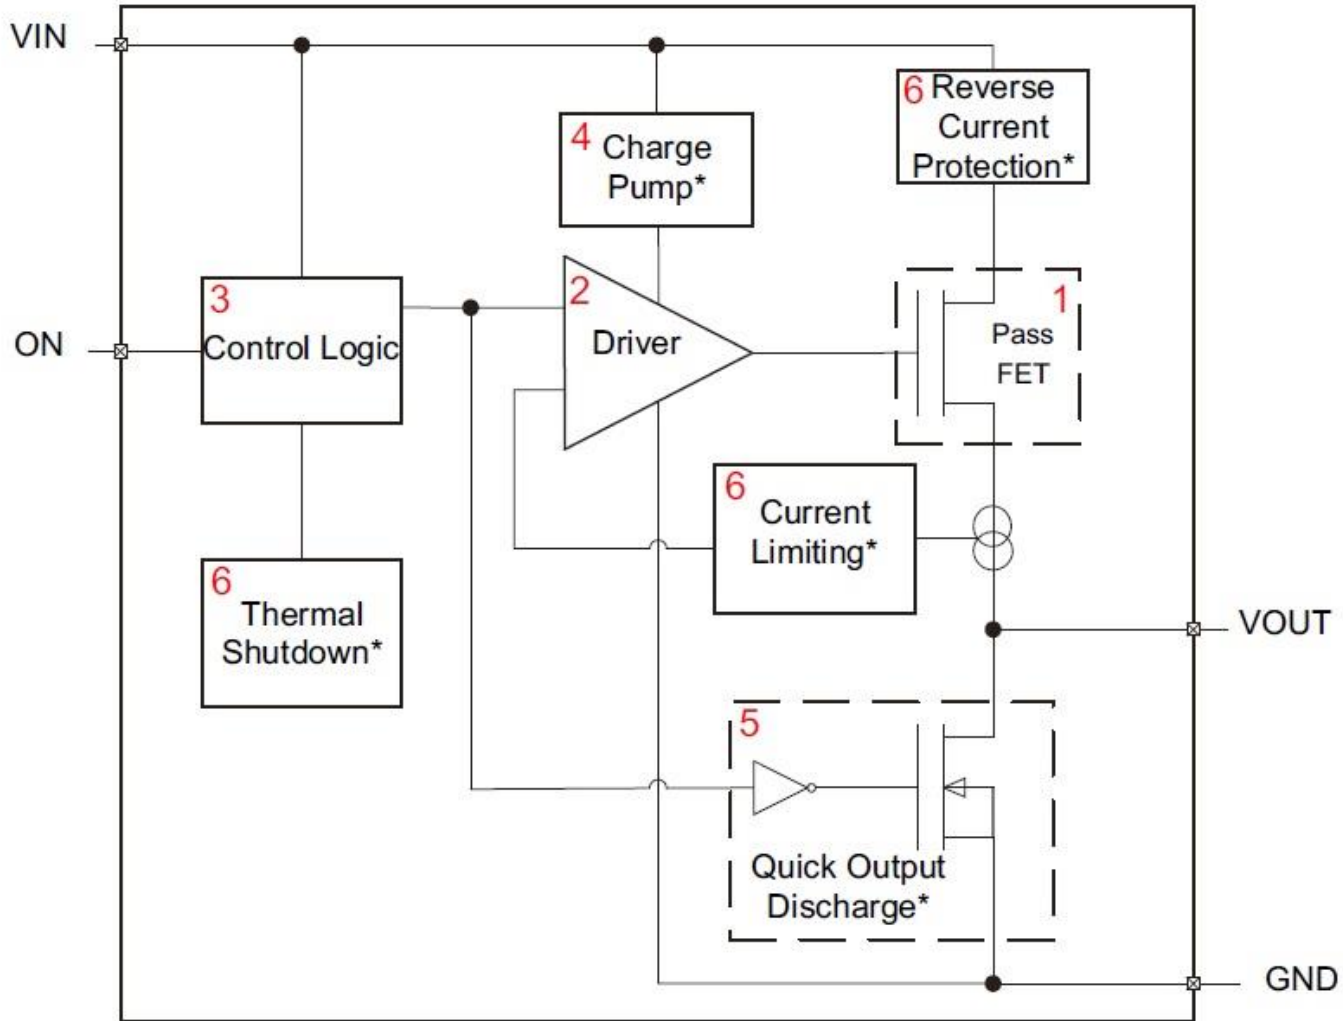 VIN
6 Reverse
Current
Protection*
4 Charge
Pump*
3
Control Logic
ON
2
Driver
1
Pass
FET
6
Current
Limiting*
6
Thermal
Shutdown*
VOUT
5
Quick Output
Discharge*
GND